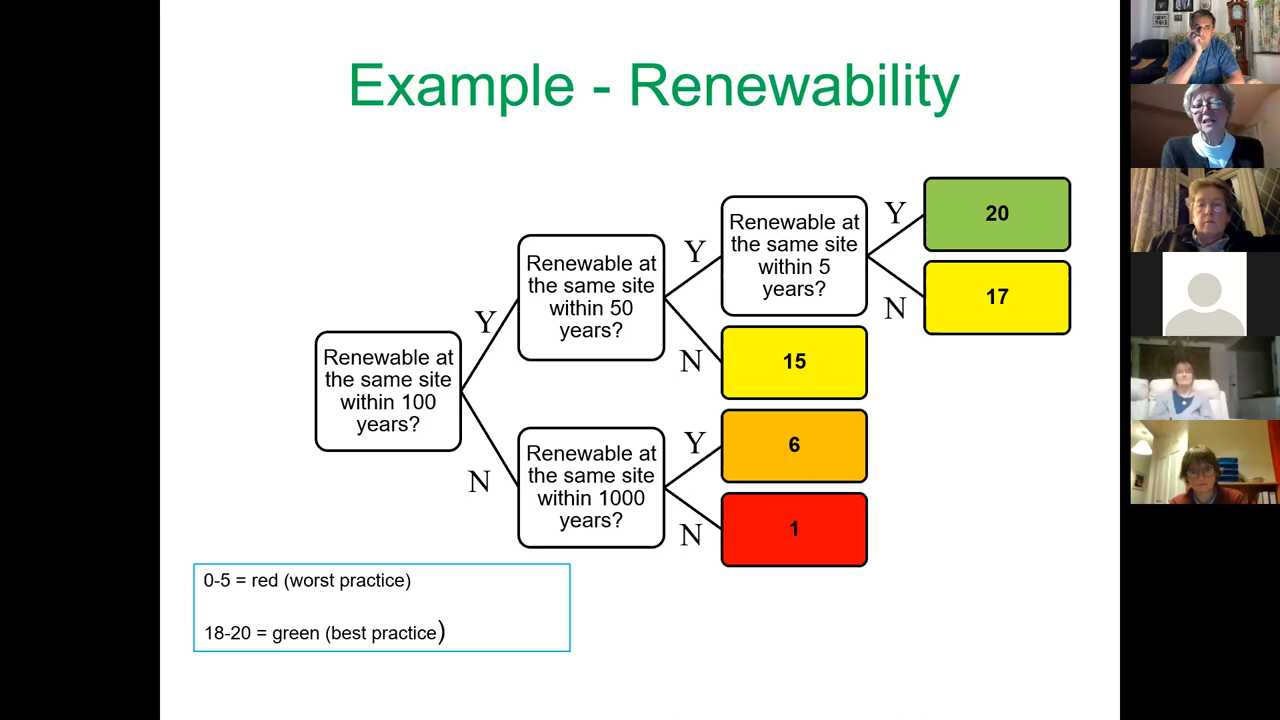 Example - Renewability
Renewable at
the same site
within 100
years?
Y
N
Renewable at
the same site
within 50
years?
Y
N
Renewable at
the same site
within 5
years?
Y
N
20
17
15
Renewable at
the same site
within 1000
years?
Y
N
6
1
0-5 = red (worst practice)
18-20 = green (best practice)